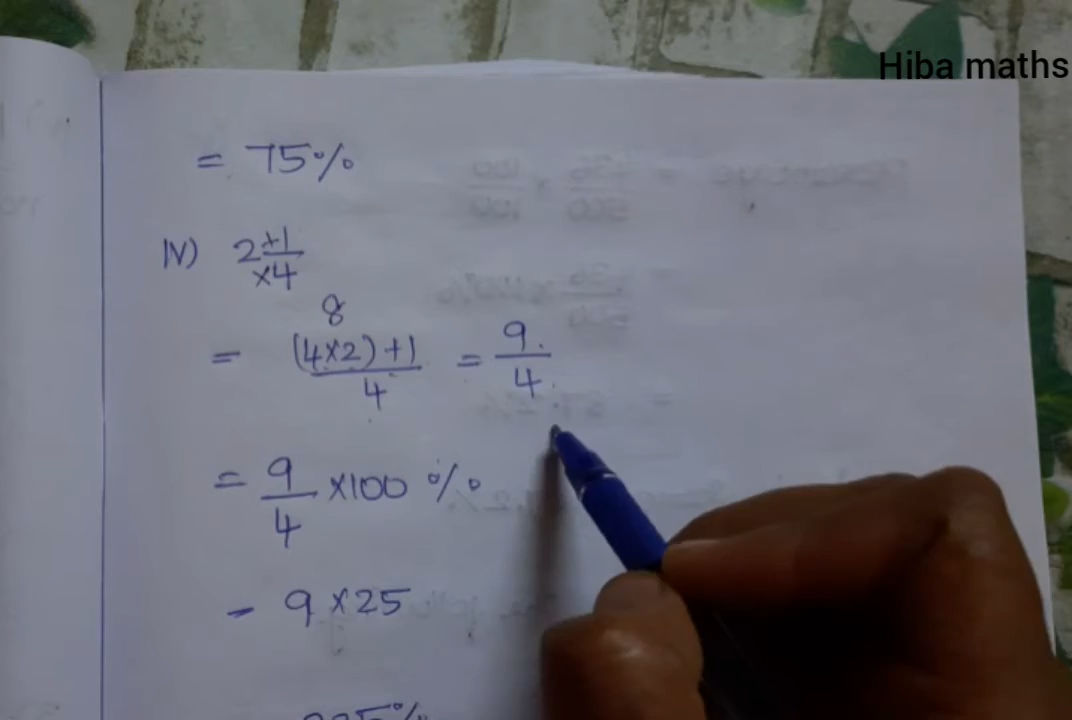 Hiba maths
= 75%
IV) 2 +1/×4
8
= (4×2)+1/4 = 9/4
= 9/4 ×100 %
- 9 ×25
225%